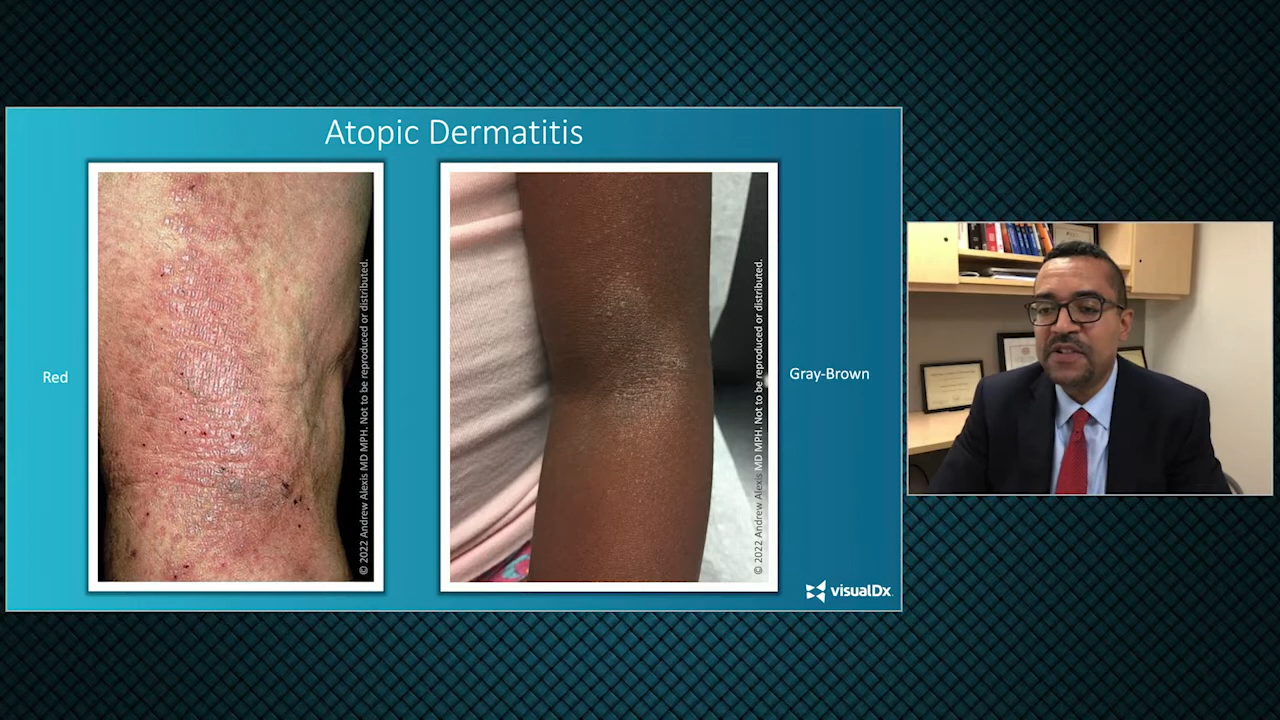 Atopic Dermatitis
Red
© 2022 Andrew Alexis MD MPH. Not to be reproduced or distributed.
© 2022 Andrew Alexis MD MPH. Not to be reproduced or distributed.
Gray-Brown
visualDx